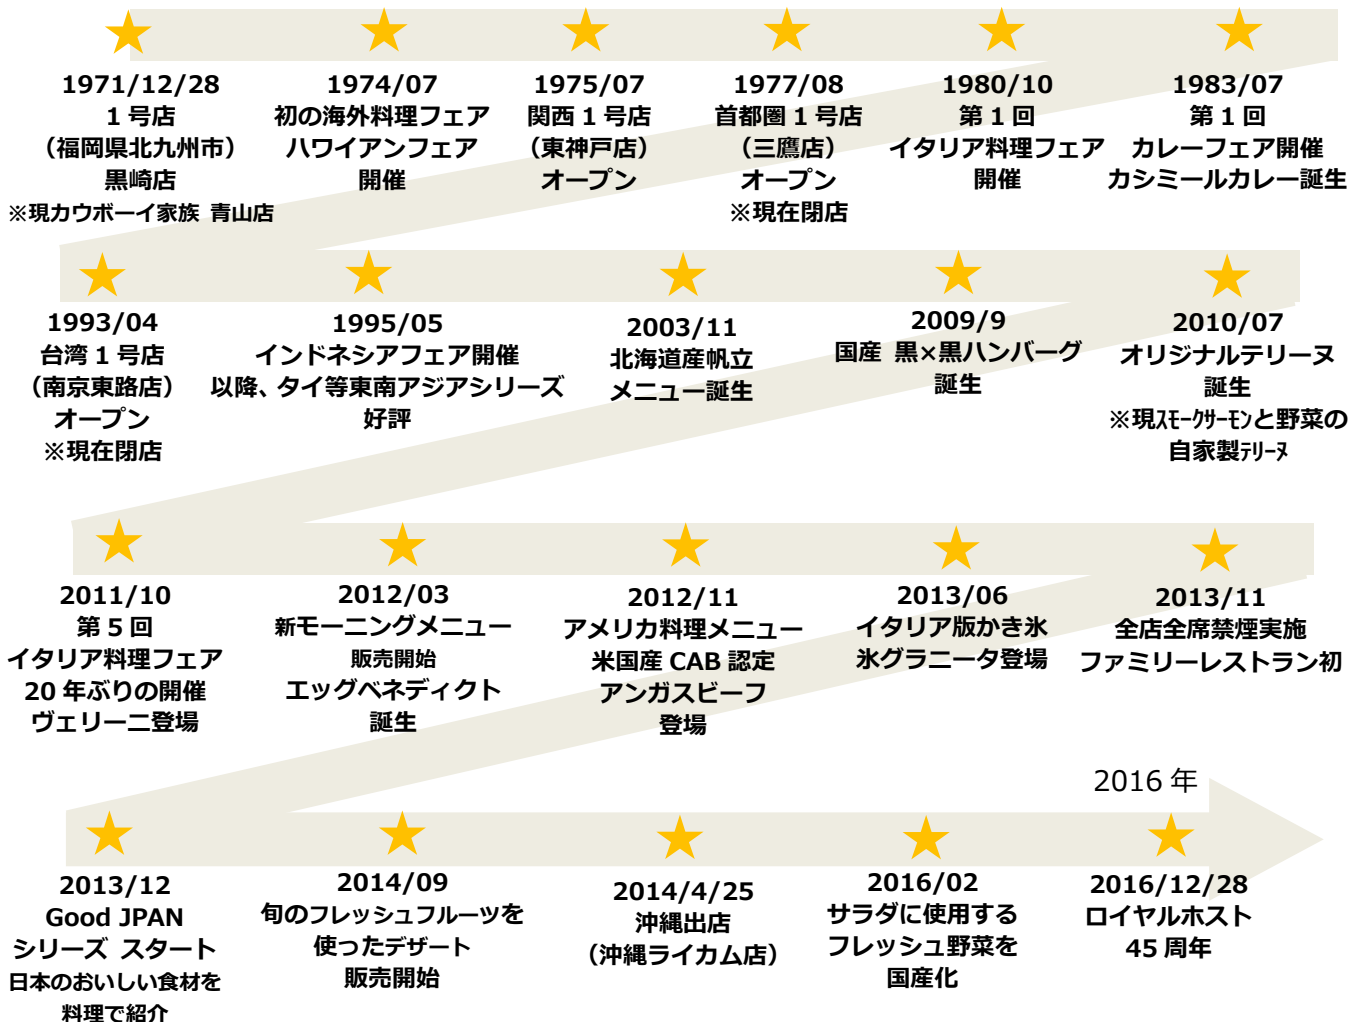 1971/12/28
1号店
（福岡県北九州市）
黒崎店
※現カウボーイ家族 青山店
1974/07
初の海外料理フェア
ハワイアンフェア
開催
1975/07
関西1号店
（東神戸店）
オープン
1977/08
首都圏1号店
（三鷹店）
オープン
※現在閉店
1980/10
第1回
イタリア料理フェア
開催
1983/07
第1回
カレーフェア開催
カシミールカレー誕生
1993/04
台湾1号店
（南京東路店）
オープン
※現在閉店
1995/05
インドネシアフェア開催
以降、タイ等東南アジアシリーズ
好評
2003/11
北海道産帆立
メニュー誕生
2009/9
国産 黒×黒ハンバーグ
誕生
2010/07
オリジナルテリーヌ
誕生
※現ｽﾓｰｸｻｰﾓﾝと野菜の
自家製ﾃﾘｰﾇ
2011/10
第5回
イタリア料理フェア
20年ぶりの開催
ヴェリーニ登場
2012/03
新モーニングメニュー
販売開始
エッグベネディクト
誕生
2012/11
アメリカ料理メニュー
米国産CAB認定
アンガスビーフ
登場
2013/06
イタリア版かき氷
氷グラニータ登場
2013/11
全店全席禁煙実施
ファミリーレストラン初
2016年
2013/12
Good JPAN
シリーズ スタート
日本のおいしい食材を
料理で紹介
2014/09
旬のフレッシュフルーツを
使ったデザート
販売開始
2014/4/25
沖縄出店
（沖縄ライカム店）
2016/02
サラダに使用する
フレッシュ野菜を
国産化
2016/12/28
ロイヤルホスト
45周年